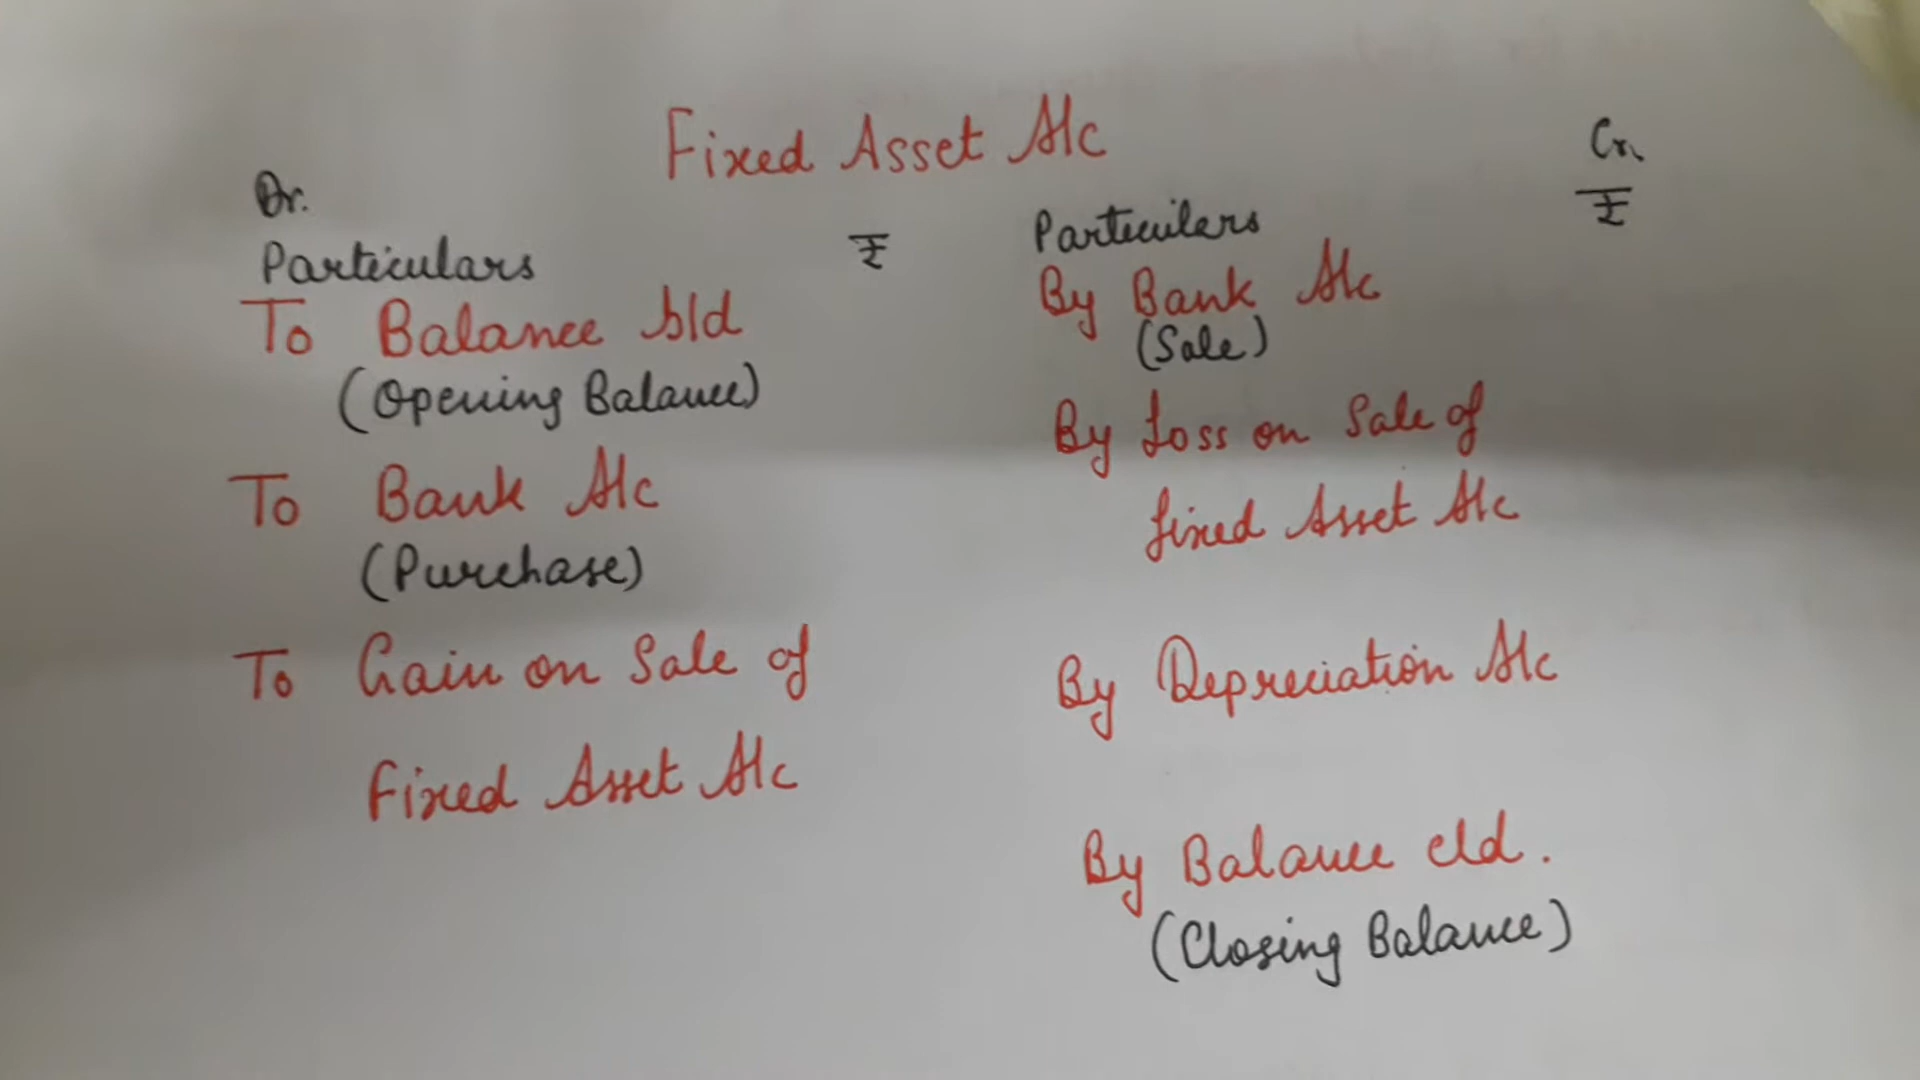 Fixed Asset A/c
Dr.
Cr.
Particulars ₹
Particulars ₹
To Balance b/d
(Opening Balance)
To Bank A/c
(Purchase)
To Gain on Sale of
Fixed Asset A/c
By Bank A/c
(Sale)
By Loss on Sale of
fixed Asset A/c
By Depreciation A/c
By Balance c/d.
(Closing Balance)